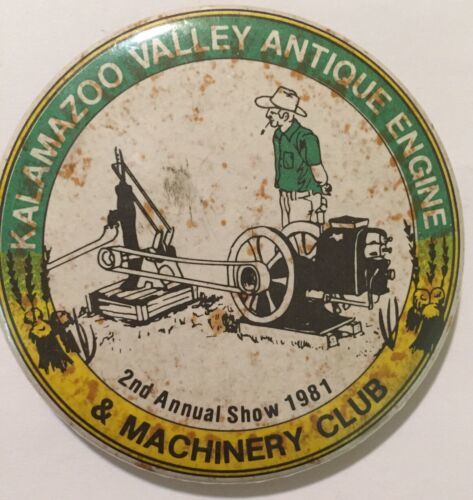 KALAMAZOO VALLEY ANTIQUE ENGINE
& MACHINERY CLUB
2nd Annual Show 1981